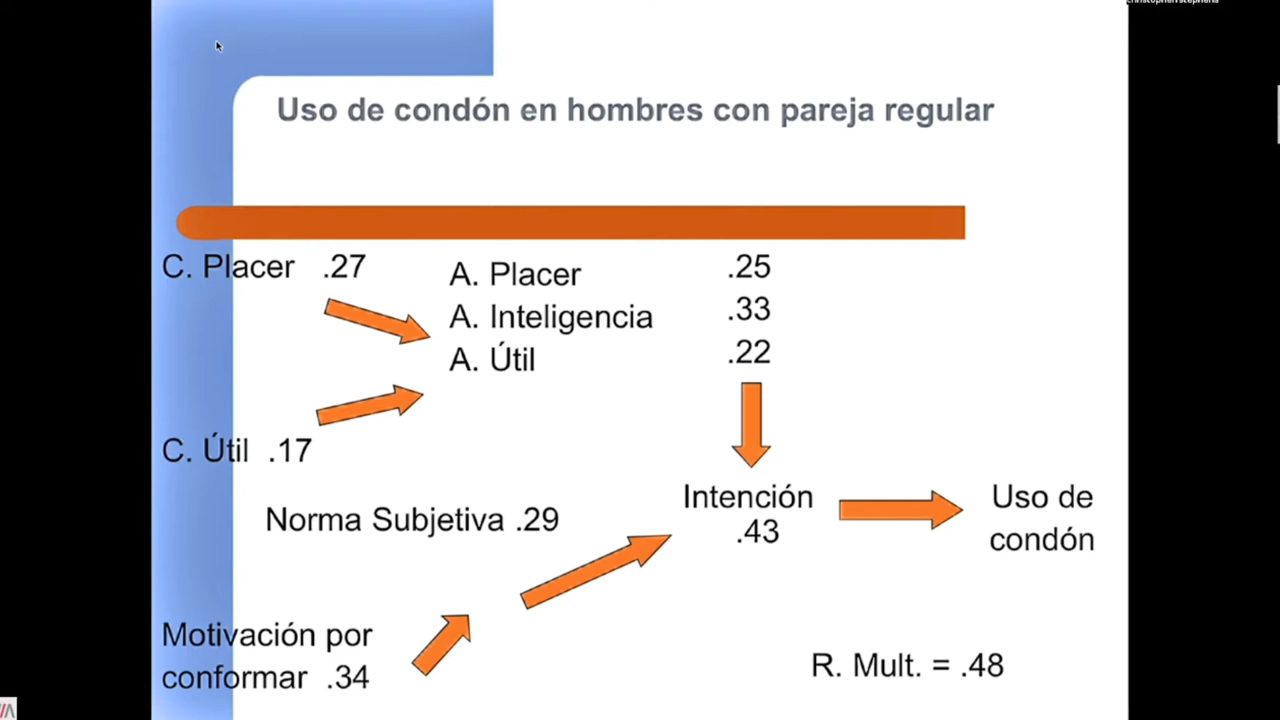 Uso de condón en hombres con pareja regular
C. Placer .27
A. Placer .25
A. Inteligencia .33
A. Útil .22
C. Útil .17
Norma Subjetiva .29
Intención
.43
Uso de
condón
Motivación por
conformar .34
R. Mult. = .48